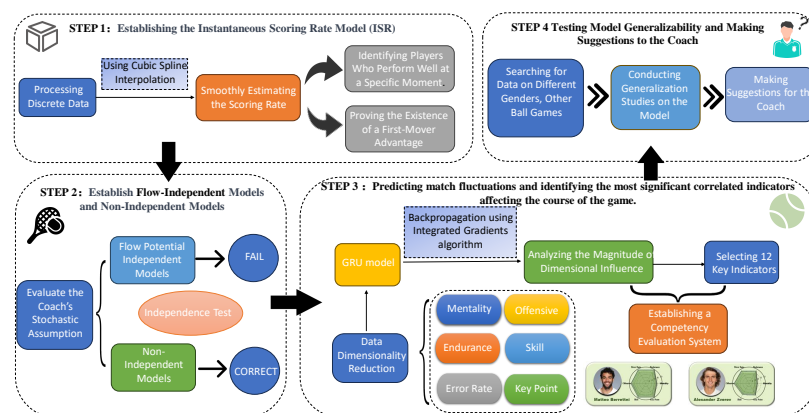 STEP 1： Establishing the Instantaneous Scoring Rate Model (ISR)
Processing
Discrete Data
Using Cubic Spline
Interpolation
Smoothly Estimating
the Scoring Rate
Identifying Players
Who Perform Well at
a Specific Moment.
Proving the Existence
of a First-Mover
Advantage
STEP 4 Testing Model Generalizability and Making
Suggestions to the Coach
Searching for
Data on Different
Genders, Other
Ball Games
Conducting
Generalization
Studies on the
Model
Making
Suggestions for the
Coach
STEP 2： Establish Flow-Independent Models
and Non-Independent Models
Evaluate the
Coach's
Stochastic
Assumption
Flow Potential
Independent
Models
FAIL
Independence Test
Non-
Independent
Models
CORRECT
STEP 3 ： Predicting match fluctuations and identifying the most significant correlated indicators
affecting the course of the game.
GRU model
Backpropagation using
Integrated Gradients
algorithm
Analyzing the Magnitude of
Dimensional Influence
Selecting 12
Key Indicators
Data
Dimensionality
Reduction
Mentality
Offensive
Endurance
Skill
Error Rate
Key Point
Establishing a
Competency
Evaluation System
Matteo Berrettini
Alexander Zverev